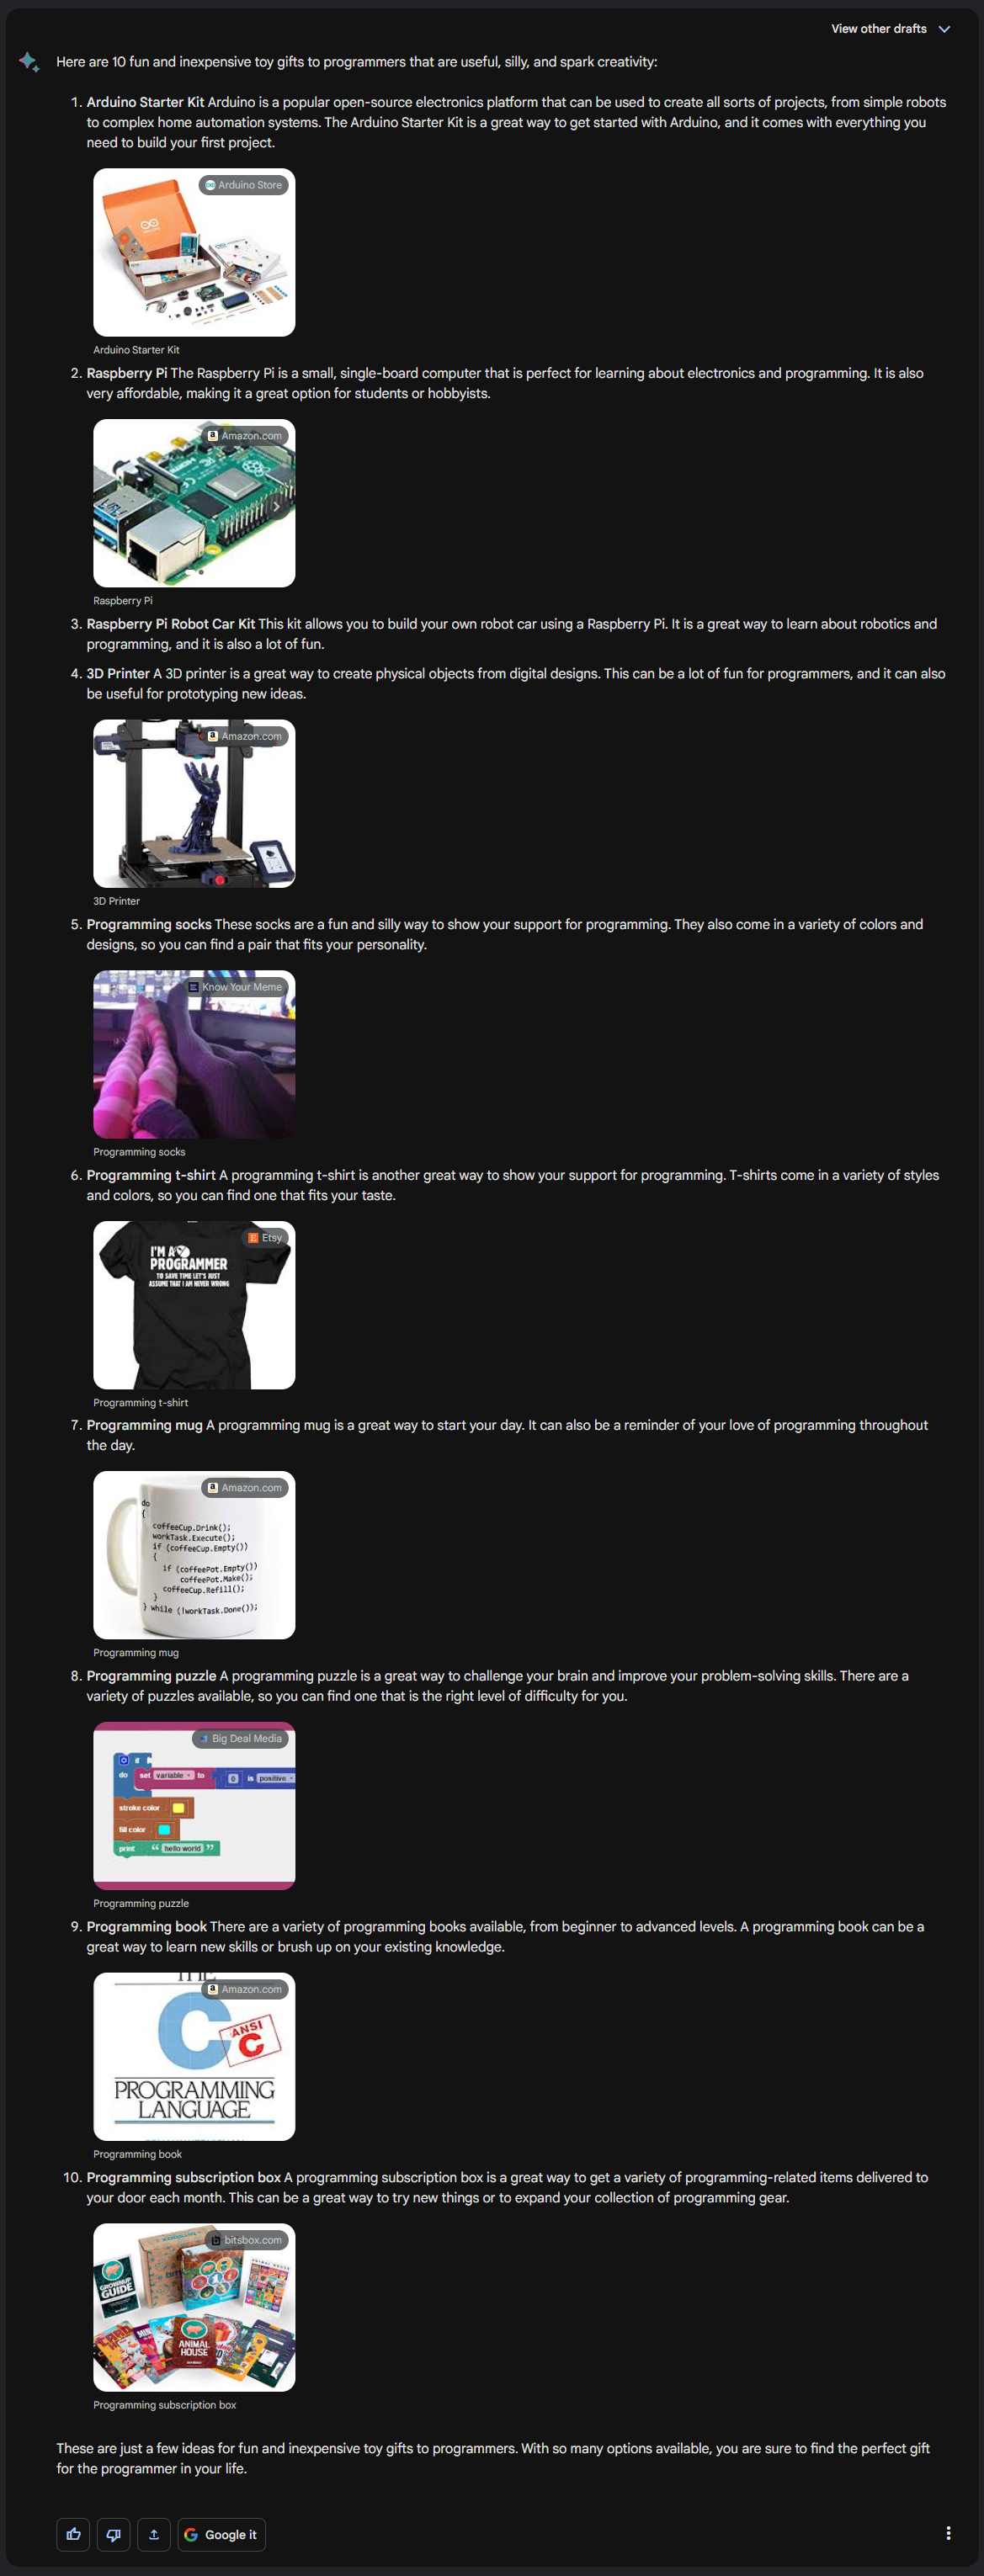 View other drafts
Here are 10 fun and inexpensive toy gifts to programmers that are useful, silly, and spark creativity:
1. Arduino Starter Kit Arduino is a popular open-source electronics platform that can be used to create all sorts of projects, from simple robots
to complex home automation systems. The Arduino Starter Kit is a great way to get started with Arduino, and it comes with everything you
need to build your first project.
Arduino Store
Arduino Starter Kit
2. Raspberry Pi The Raspberry Pi is a small, single-board computer that is perfect for learning about electronics and programming. It is also
very affordable, making it a great option for students or hobbyists.
Amazon.com
Raspberry Pi
3. Raspberry Pi Robot Car Kit This kit allows you to build your own robot car using a Raspberry Pi. It is a great way to learn about robotics and
programming, and it is also a lot of fun.
4. 3D Printer A 3D printer is a great way to create physical objects from digital designs. This can be a lot of fun for programmers, and it can also
be useful for prototyping new ideas.
Amazon.com
3D Printer
5. Programming socks These socks are a fun and silly way to show your support for programming. They also come in a variety of colors and
designs, so you can find a pair that fits your personality.
Know Your Meme
Programming socks
6. Programming t-shirt A programming t-shirt is another great way to show your support for programming. T-shirts come in a variety of styles
and colors, so you can find one that fits your taste.
Etsy
I'M A
PROGRAMMER
TO SAVE TIME LET'S JUST
ASSUME THAT I AM NEVER WRONG
Programming t-shirt
7. Programming mug A programming mug is a great way to start your day. It can also be a reminder of your love of programming throughout
the day.
Amazon.com
do
{
coffeeCup.Drink();
workTask.Execute();
if (coffeeCup.Empty())
{
if (coffeePot.Empty())
coffeePot.Make();
coffeeCup.Refill();
}
} while (!workTask.Done());
Programming mug
8. Programming puzzle A programming puzzle is a great way to challenge your brain and improve your problem-solving skills. There are a
variety of puzzles available, so you can find one that is the right level of difficulty for you.
Big Deal Media
if
do set variable to 0 is positive
stroke color
fill color
print “ hello world ”
Programming puzzle
9. Programming book There are a variety of programming books available, from beginner to advanced levels. A programming book can be a
great way to learn new skills or brush up on your existing knowledge.
Amazon.com
THE
C
ANSI
C
PROGRAMMING
LANGUAGE
Programming book
10. Programming subscription box A programming subscription box is a great way to get a variety of programming-related items delivered to
your door each month. This can be a great way to try new things or to expand your collection of programming gear.
bitsbox.com
GROWNUP
GUIDE
ANIMAL HOUSE
ANIMAL
HOUSE
Programming subscription box
These are just a few ideas for fun and inexpensive toy gifts to programmers. With so many options available, you are sure to find the perfect gift
for the programmer in your life.
Google it